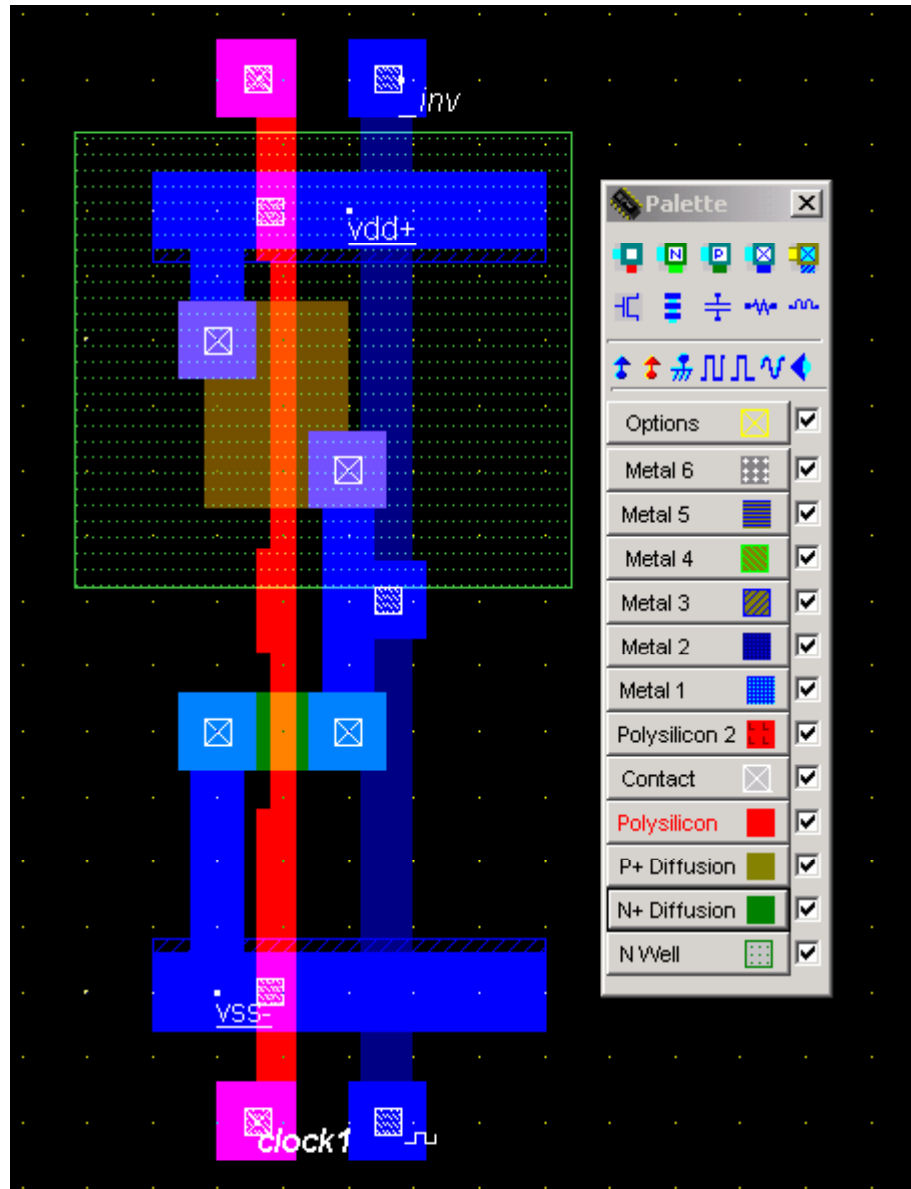 _inv
Palette
vdd+
N P
Options
Metal 6
Metal 5
Metal 4
Metal 3
Metal 2
Metal 1
Polysilicon 2
Contact
Polysilicon
P+ Diffusion
N+ Diffusion
N Well
vss-
clock1